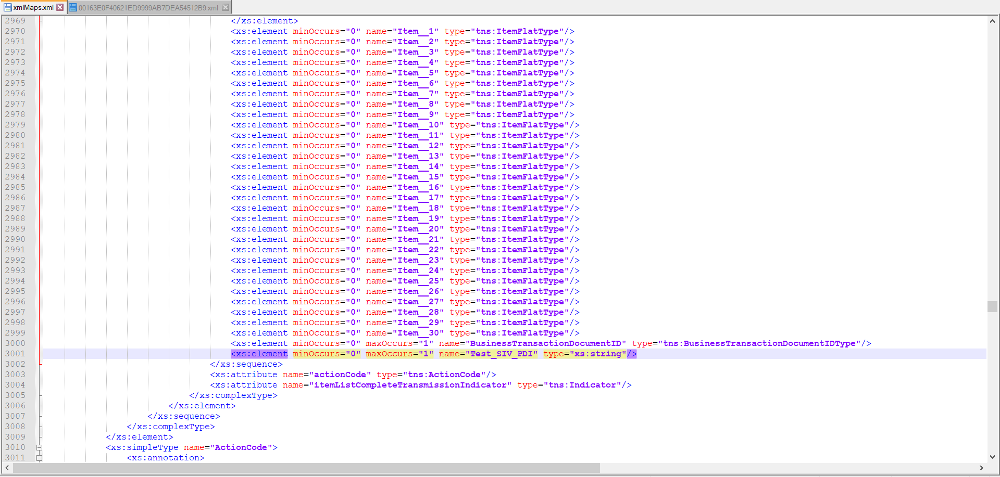 xmlMaps.xml 00163E0F40621ED9999AB7DEA54512B9.xml
2969 </xs:element>
2970 <xs:element minOccurs="0" name="Item__1" type="tns:ItemFlatType"/>
2971 <xs:element minOccurs="0" name="Item__2" type="tns:ItemFlatType"/>
2972 <xs:element minOccurs="0" name="Item__3" type="tns:ItemFlatType"/>
2973 <xs:element minOccurs="0" name="Item__4" type="tns:ItemFlatType"/>
2974 <xs:element minOccurs="0" name="Item__5" type="tns:ItemFlatType"/>
2975 <xs:element minOccurs="0" name="Item__6" type="tns:ItemFlatType"/>
2976 <xs:element minOccurs="0" name="Item__7" type="tns:ItemFlatType"/>
2977 <xs:element minOccurs="0" name="Item__8" type="tns:ItemFlatType"/>
2978 <xs:element minOccurs="0" name="Item__9" type="tns:ItemFlatType"/>
2979 <xs:element minOccurs="0" name="Item__10" type="tns:ItemFlatType"/>
2980 <xs:element minOccurs="0" name="Item__11" type="tns:ItemFlatType"/>
2981 <xs:element minOccurs="0" name="Item__12" type="tns:ItemFlatType"/>
2982 <xs:element minOccurs="0" name="Item__13" type="tns:ItemFlatType"/>
2983 <xs:element minOccurs="0" name="Item__14" type="tns:ItemFlatType"/>
2984 <xs:element minOccurs="0" name="Item__15" type="tns:ItemFlatType"/>
2985 <xs:element minOccurs="0" name="Item__16" type="tns:ItemFlatType"/>
2986 <xs:element minOccurs="0" name="Item__17" type="tns:ItemFlatType"/>
2987 <xs:element minOccurs="0" name="Item__18" type="tns:ItemFlatType"/>
2988 <xs:element minOccurs="0" name="Item__19" type="tns:ItemFlatType"/>
2989 <xs:element minOccurs="0" name="Item__20" type="tns:ItemFlatType"/>
2990 <xs:element minOccurs="0" name="Item__21" type="tns:ItemFlatType"/>
2991 <xs:element minOccurs="0" name="Item__22" type="tns:ItemFlatType"/>
2992 <xs:element minOccurs="0" name="Item__23" type="tns:ItemFlatType"/>
2993 <xs:element minOccurs="0" name="Item__24" type="tns:ItemFlatType"/>
2994 <xs:element minOccurs="0" name="Item__25" type="tns:ItemFlatType"/>
2995 <xs:element minOccurs="0" name="Item__26" type="tns:ItemFlatType"/>
2996 <xs:element minOccurs="0" name="Item__27" type="tns:ItemFlatType"/>
2997 <xs:element minOccurs="0" name="Item__28" type="tns:ItemFlatType"/>
2998 <xs:element minOccurs="0" name="Item__29" type="tns:ItemFlatType"/>
2999 <xs:element minOccurs="0" name="Item__30" type="tns:ItemFlatType"/>
3000 <xs:element minOccurs="0" maxOccurs="1" name="BusinessTransactionDocumentID" type="tns:BusinessTransactionDocumentIDType"/>
3001 <xs:element minOccurs="0" maxOccurs="1" name="Test_SIV_PDI" type="xs:string"/>
3002 </xs:sequence>
3003 <xs:attribute name="actionCode" type="tns:ActionCode"/>
3004 <xs:attribute name="itemListCompleteTransmissionIndicator" type="tns:Indicator"/>
3005 </xs:complexType>
3006 </xs:element>
3007 </xs:sequence>
3008 </xs:complexType>
3009 </xs:element>
3010 <xs:simpleType name="ActionCode">
3011 <xs:annotation>